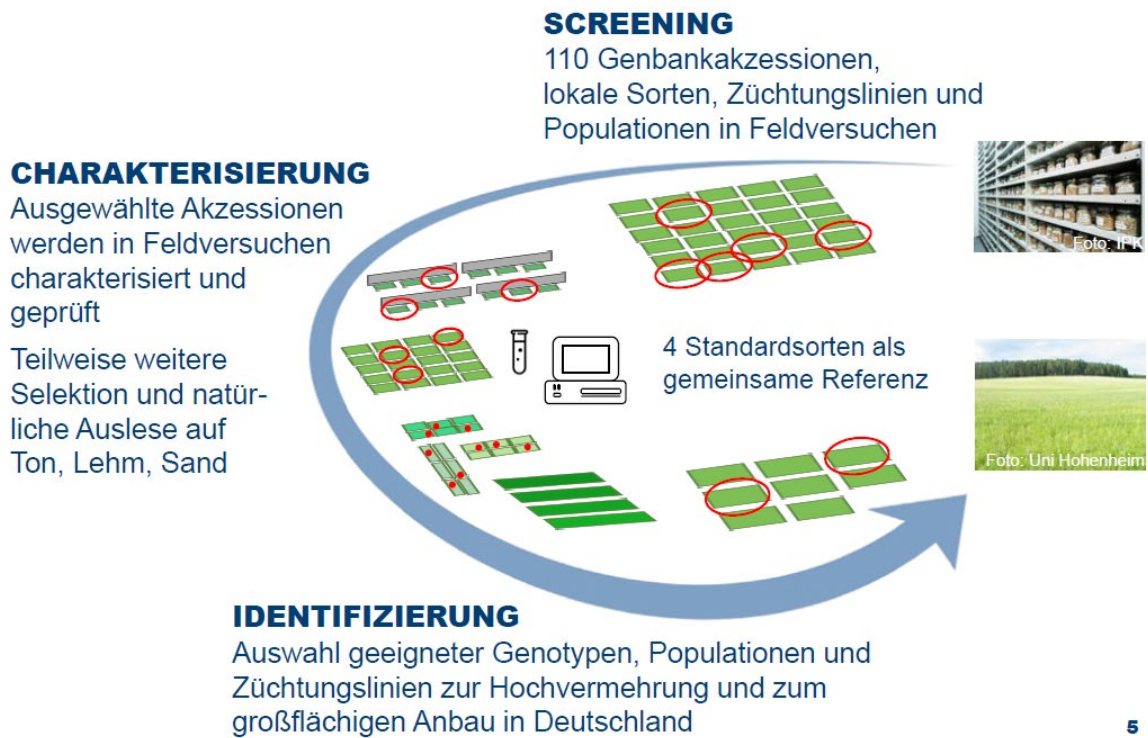 SCREENING
110 Genbankakzessionen,
lokale Sorten, Züchtungslinien und
Populationen in Feldversuchen
CHARAKTERISIERUNG
Ausgewählte Akzessionen
werden in Feldversuchen
charakterisiert und
geprüft
Teilweise weitere
Selektion und natür-
liche Auslese auf
Ton, Lehm, Sand
Foto: IPK
4 Standardsorten als
gemeinsame Referenz
Foto: Uni Hohenheim
IDENTIFIZIERUNG
Auswahl geeigneter Genotypen, Populationen und
Züchtungslinien zur Hochvermehrung und zum
großflächigen Anbau in Deutschland
5